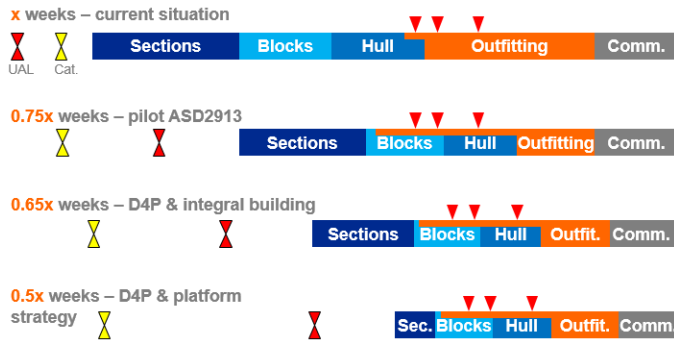 x weeks – current situation
Sections Blocks Hull Outfitting Comm.
UAL Cat.
0.75x weeks – pilot ASD2913
Sections Blocks Hull Outfitting Comm.
0.65x weeks – D4P & integral building
Sections Blocks Hull Outfit. Comm.
0.5x weeks – D4P & platform
strategy
Sec. Blocks Hull Outfit. Comm.